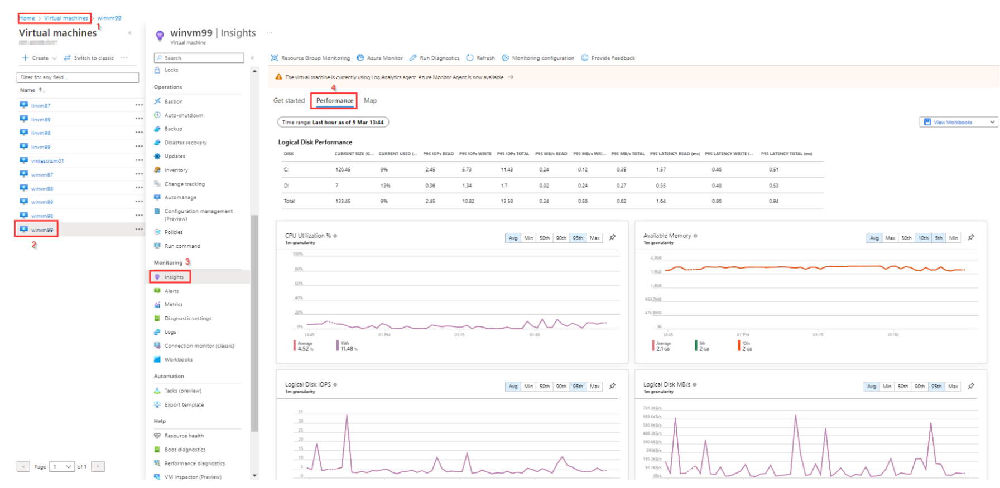 Home > Virtual machines > winvm99
1
Virtual machines
«
+ Create
Switch to classic
...
Filter for any field...
Name ↑↓
linvm87
linvm89
linvm98
linvm99
vmtestitsm01
winvm87
winvm88
winvm89
winvm98
winvm99
2
< Page 1 of 1 >
winvm99 | Insights
...
Virtual machine
Search
«
Locks
Operations
Bastion
Auto-shutdown
Backup
Disaster recovery
Updates
Inventory
Change tracking
Automanage
Configuration management
(Preview)
Policies
Run command
Monitoring 3
Insights
Alerts
Metrics
Diagnostic settings
Logs
Connection monitor (classic)
Workbooks
Automation
Tasks (preview)
Export template
Help
Resource health
Boot diagnostics
Performance diagnostics
VM Inspector (Preview)
Resource Group Monitoring Azure Monitor Run Diagnostics Refresh Monitoring configuration Provide Feedback
The virtual machine is currently using Log Analytics agent. Azure Monitor Agent is now available. →
4
Get started Performance Map
Time range: Last hour as of 9 Mar 13:44
View Workbooks
Logical Disk Performance
DISK CURRENT SIZE (G... CURRENT USED (... P95 IOPs READ P95 IOPs WRITE P95 IOPs TOTAL P95 MB/s READ P95 MB/s WRI... P95 MB/s TOTAL P95 LATENCY READ (ms) P95 LATENCY WRITE (... P95 LATENCY TOTAL (ms)
C: 126.45 9% 2.45 5.73 11.43 0.24 0.12 0.35 1.57 0.46 0.51
D: 7 13% 0.36 1.34 1.7 0.02 0.24 0.27 0.55 0.48 0.53
Total 133.45 9% 2.45 10.82 13.58 0.24 0.56 0.62 1.64 0.86 0.94
CPU Utilization %
1m granularity
Avg Min 50th 90th 95th Max
100%
80%
60%
40%
20%
0%
12:45 01 PM 01:15 01:30
Average
4.52 %
95th
11.48 %
Available Memory
1m granularity
Avg Max 50th 10th 5th Min
2.3GB
1.9GB
1.4GB
953.7MB
476.8MB
0B
12:45 01 PM 01:15 01:30
Average
2.1 GB
5th
2 GB
10th
2 GB
Logical Disk IOPS
1m granularity
Avg Min 50th 90th 95th Max
35
30
25
20
15
10
5
0
Logical Disk MB/s
1m granularity
Avg Min 50th 90th 95th Max
781.3KB/s
683.6KB/s
585.9KB/s
488.3KB/s
390.6KB/s
293KB/s
195.3KB/s
97.7KB/s
0B/s